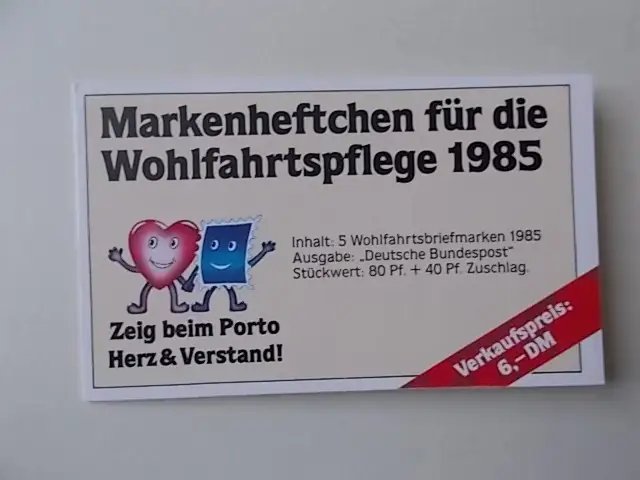 Markenheftchen für die
Wohlfahrtspflege 1985
Inhalt: 5 Wohlfahrtsbriefmarken 1985
Ausgabe: „Deutsche Bundespost“
Stückwert: 80 Pf. + 40 Pf. Zuschlag.
Zeig beim Porto
Herz & Verstand!
Verkaufspreis:
6,–DM